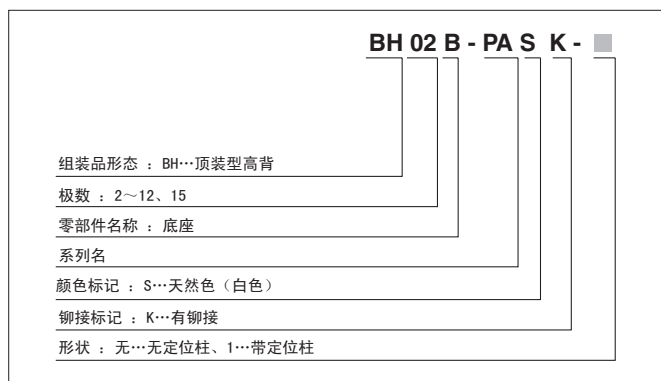 BH 02 B - PA S K -
组装品形态 ：BH…顶装型高背
极数 ：2～12、15
零部件名称 ：底座
系列名
颜色标记 ：S…天然色（白色）
铆接标记 ：K…有铆接
形状 ：无…无定位柱、1…带定位柱